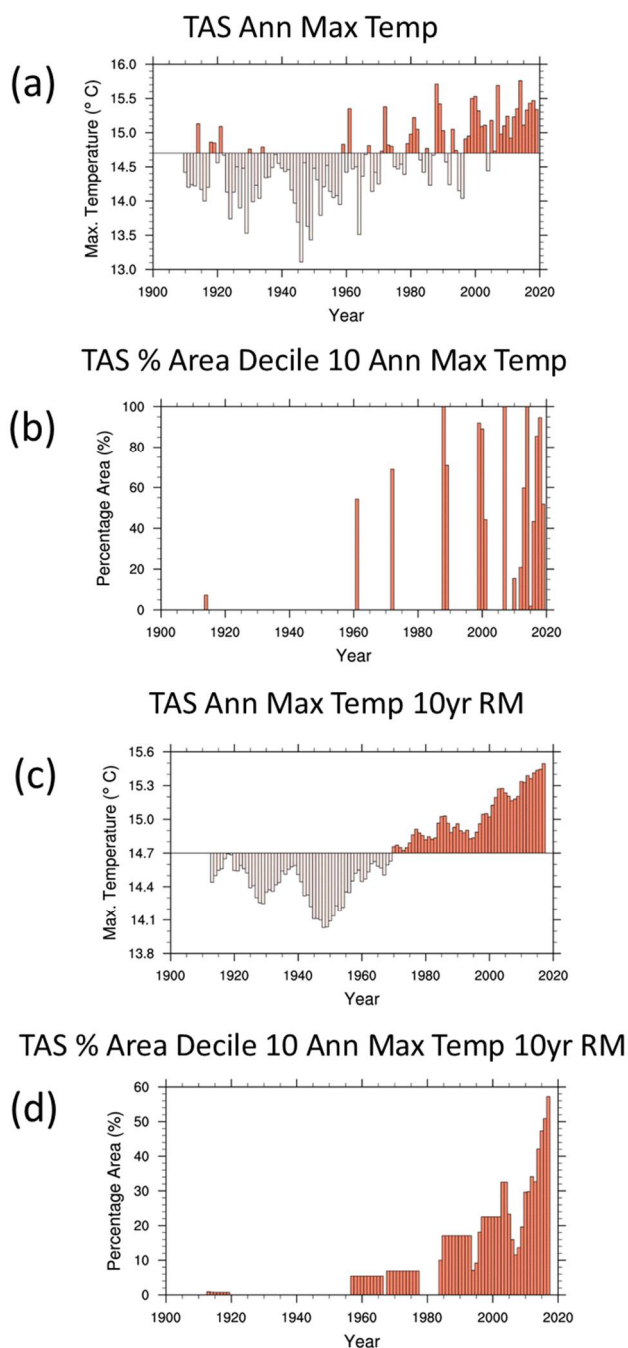 TAS Ann Max Temp
(a)
Max. Temperature (° C)
16.0
15.5
15.0
14.5
14.0
13.5
13.0
1900 1920 1940 1960 1980 2000 2020
Year
TAS % Area Decile 10 Ann Max Temp
(b)
Percentage Area (%)
100
80
60
40
20
0
1900 1920 1940 1960 1980 2000 2020
Year
TAS Ann Max Temp 10yr RM
(c)
Max. Temperature (° C)
15.6
15.3
15.0
14.7
14.4
14.1
13.8
1900 1920 1940 1960 1980 2000 2020
Year
TAS % Area Decile 10 Ann Max Temp 10yr RM
(d)
Percentage Area (%)
60
50
40
30
20
10
0
1900 1920 1940 1960 1980 2000 2020
Year